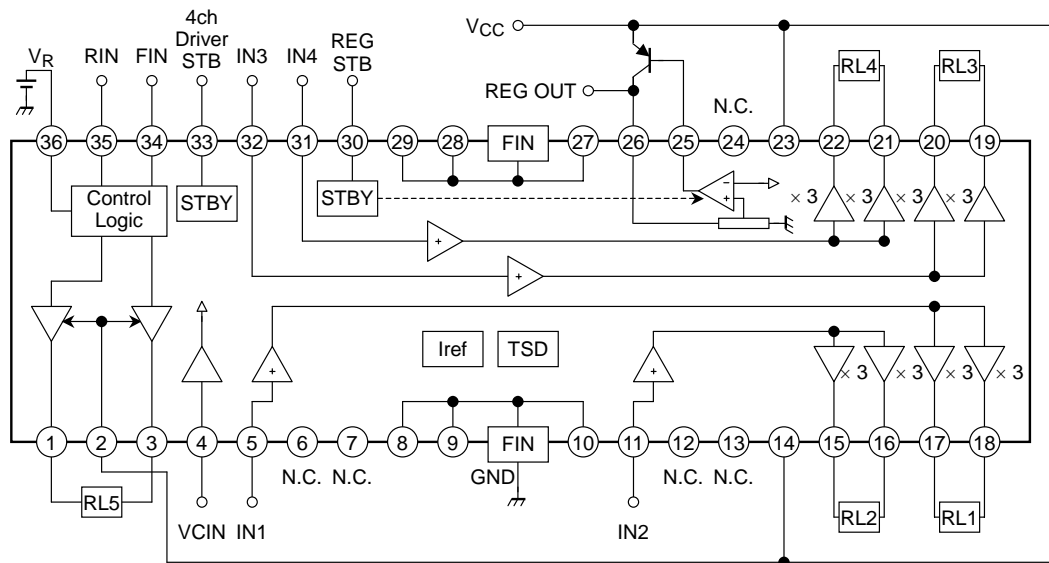 4ch
Driver
STB
REG
STB
VCC
VR
RIN
FIN
IN3
IN4
REG OUT
N.C.
RL4
RL3
36
35
34
33
32
31
30
29
28
FIN
27
26
25
24
23
22
21
20
19
Control
Logic
STBY
STBY
−
+
× 3
× 3
× 3
× 3
+
+
Iref
TSD
+
+
× 3
× 3
× 3
× 3
1
2
3
4
5
6
7
8
9
FIN
10
11
12
13
14
15
16
17
18
N.C.
N.C.
GND
N.C.
N.C.
RL5
VCIN
IN1
IN2
RL2
RL1